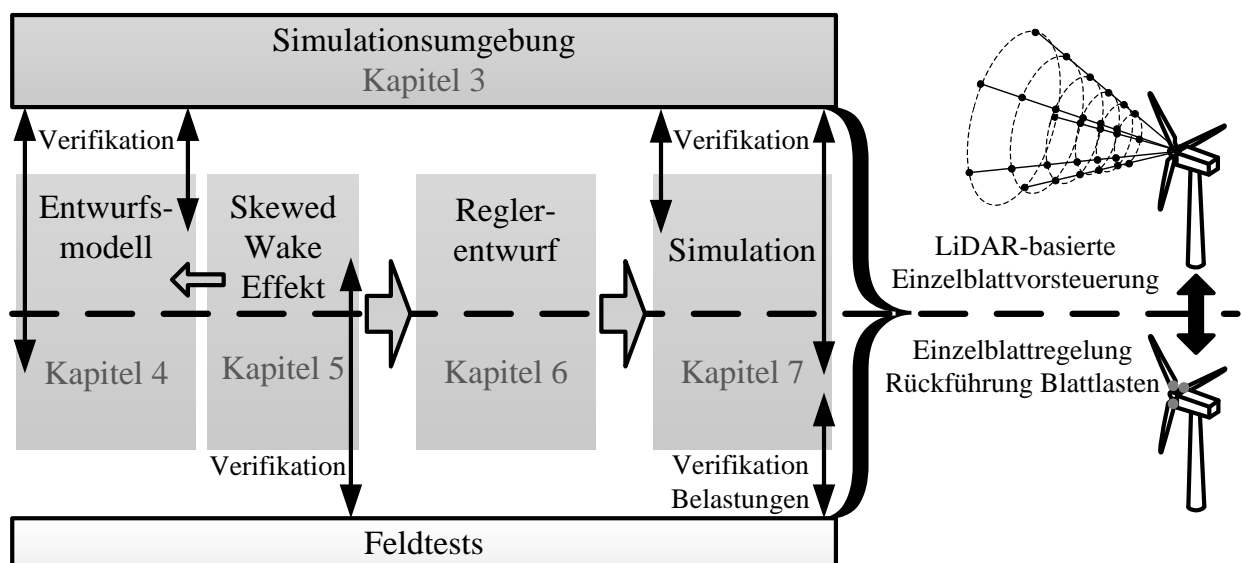 Simulationsumgebung
Kapitel 3
Verifikation
Verifikation
Entwurfs-
modell
Skewed
Wake
Effekt
Regler-
entwurf
Simulation
LiDAR-basierte
Einzelblattvorsteuerung
Kapitel 4
Kapitel 5
Kapitel 6
Kapitel 7
Einzelblattregelung
Rückführung Blattlasten
Verifikation
Verifikation
Belastungen
Feldtests